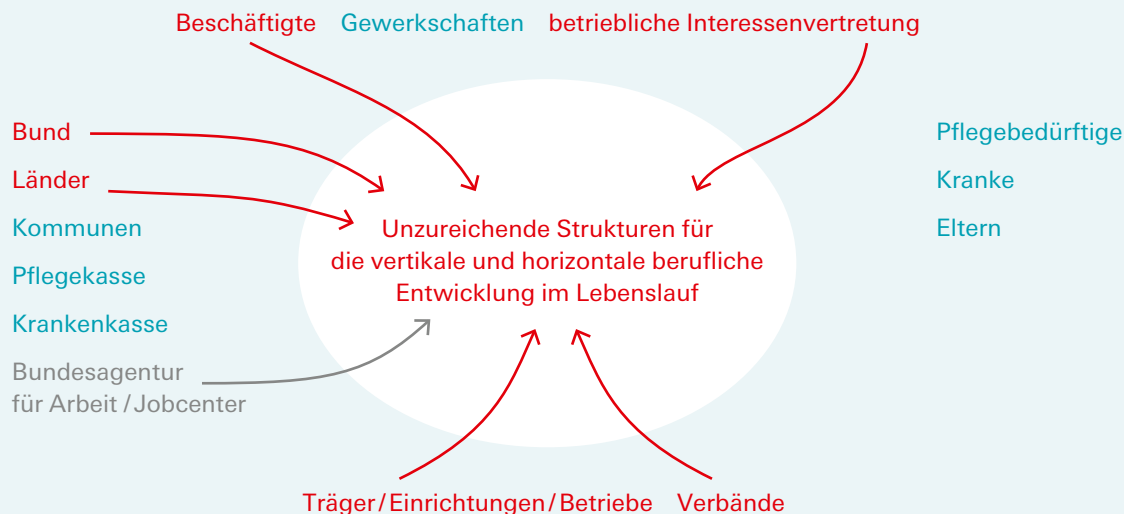 Beschäftigte Gewerkschaften betriebliche Interessenvertretung
Bund
Länder
Kommunen
Pflegekasse
Krankenkasse
Bundesagentur
für Arbeit / Jobcenter
Unzureichende Strukturen für
die vertikale und horizontale berufliche
Entwicklung im Lebenslauf
Pflegebedürftige
Kranke
Eltern
Träger / Einrichtungen / Betriebe Verbände